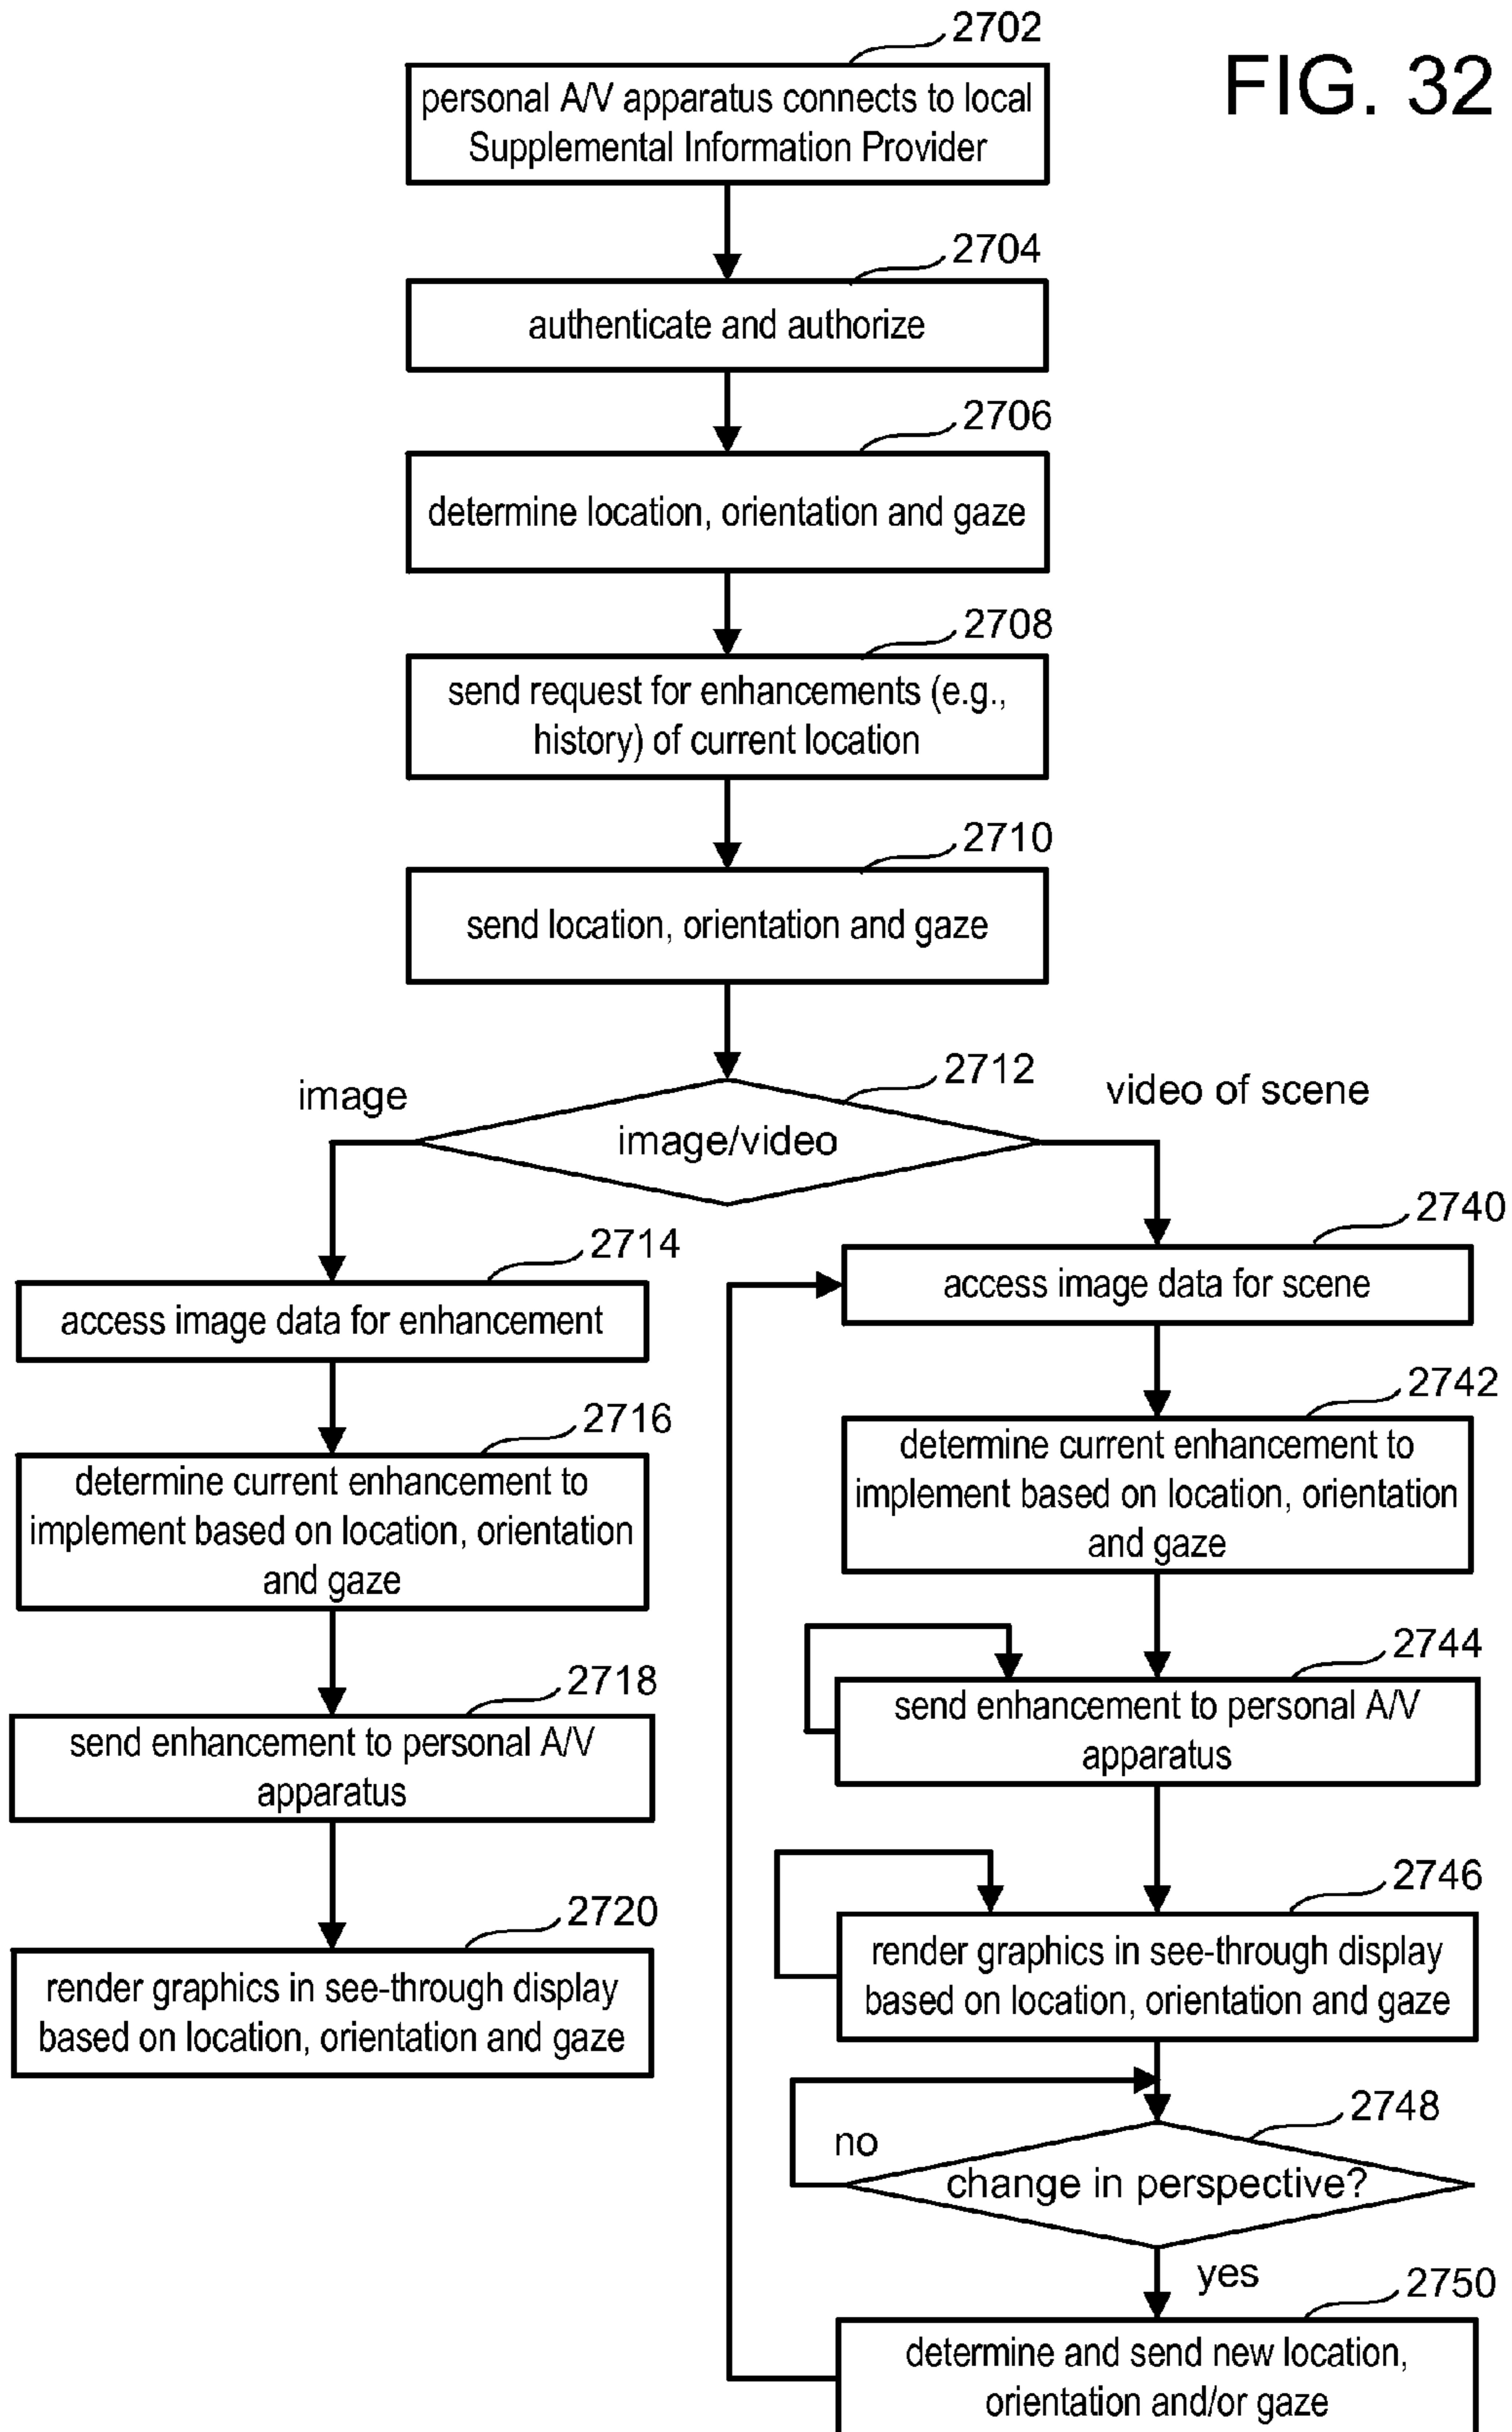 FIG. 32
2702
personal A/V apparatus connects to local
Supplemental Information Provider
2704
authenticate and authorize
2706
determine location, orientation and gaze
2708
send request for enhancements (e.g.,
history) of current location
2710
send location, orientation and gaze
2712
image
image/video
video of scene
2714
access image data for enhancement
2716
determine current enhancement to
implement based on location, orientation
and gaze
2718
send enhancement to personal A/V
apparatus
2720
render graphics in see-through display
based on location, orientation and gaze
2740
access image data for scene
2742
determine current enhancement to
implement based on location, orientation
and gaze
2744
send enhancement to personal A/V
apparatus
2746
render graphics in see-through display
based on location, orientation and gaze
2748
no
change in perspective?
yes
2750
determine and send new location,
orientation and/or gaze